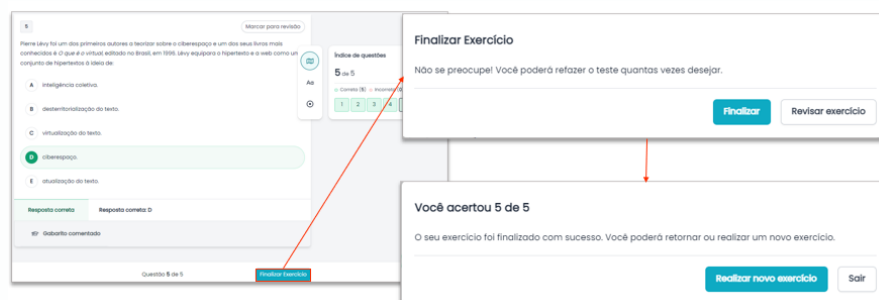 5
Marcar para revisão
Pierre Lévy foi um dos primeiros autores a teorizar sobre o ciberespaço e um dos seus livros mais
conhecidos é O que é o virtual, editado no Brasil, em 1996. Lévy equipara o hipertexto e a web como um
conjunto de hipertextos à ideia de:
A inteligência coletiva.
B desterritorialização do texto.
C virtualização do texto.
D ciberespaço.
E atualização do texto.
Resposta correta
Resposta correta: D
Gabarito comentado
Questão 5 de 5
Finalizar Exercício
Aa
Índice de questões
5 de 5
Correta (5)
Incorreta
1 2 3 4
Finalizar Exercício
Não se preocupe! Você poderá refazer o teste quantas vezes desejar.
Finalizar
Revisar exercício
Você acertou 5 de 5
O seu exercício foi finalizado com sucesso. Você poderá retornar ou realizar um novo exercício.
Realizar novo exercício
Sair